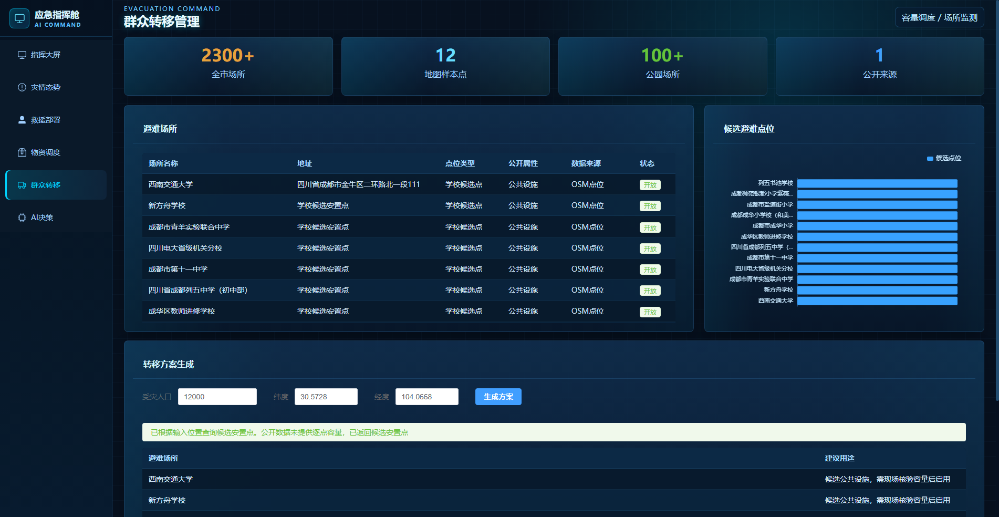 应急指挥舱
AI COMMAND
指挥大屏
灾情态势
救援部署
物资调度
群众转移
AI决策
EVACUATION COMMAND
群众转移管理
容量调度 / 场所监测
2300+
全市场所
12
地图样本点
100+
公园场所
1
公开来源
避难场所
场所名称 地址 点位类型 公开属性 数据来源 状态
西南交通大学 四川省成都市金牛区二环路北一段111 学校候选点 公共设施 OSM点位 开放
新方舟学校 学校候选安置点 学校候选点 公共设施 OSM点位 开放
成都市青羊实验联合中学 学校候选安置点 学校候选点 公共设施 OSM点位 开放
四川电大省级机关分校 学校候选安置点 学校候选点 公共设施 OSM点位 开放
成都市第十一中学 学校候选安置点 学校候选点 公共设施 OSM点位 开放
四川省成都列五中学（初中部） 学校候选安置点 学校候选点 公共设施 OSM点位 开放
成华区教师进修学校 学校候选安置点 学校候选点 公共设施 OSM点位 开放
候选避难点位
候选点位
列五书池学校
成都师范银都小学紫薇...
成都市盐道街小学
成都成华小学校（和美...
成都市成华小学
成华区教师进修学校
四川省成都列五中学（...
成都市第十一中学
四川电大省级机关分校
成都市青羊实验联合中学
新方舟学校
西南交通大学
转移方案生成
受灾人口 12000 纬度 30.5728 经度 104.0668 生成方案
已根据输入位置查询候选安置点。公开数据未提供逐点容量，已返回候选安置点
避难场所 建议用途
西南交通大学 候选公共设施，需现场核验容量后启用
新方舟学校 候选公共设施，需现场核验容量后启用